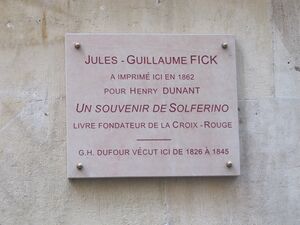 JULES - GUILLAUME FICK
A IMPRIMÉ ICI EN 1862
POUR HENRY DUNANT
UN SOUVENIR DE SOLFERINO
LIVRE FONDATEUR DE LA CROIX - ROUGE
G.H. DUFOUR VÉCUT ICI DE 1826 À 1845